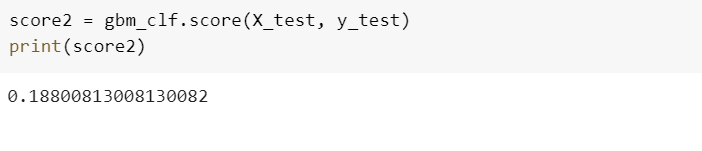 score2 = gbm_clf.score(X_test, y_test)
print(score2)
0.18800813008130082